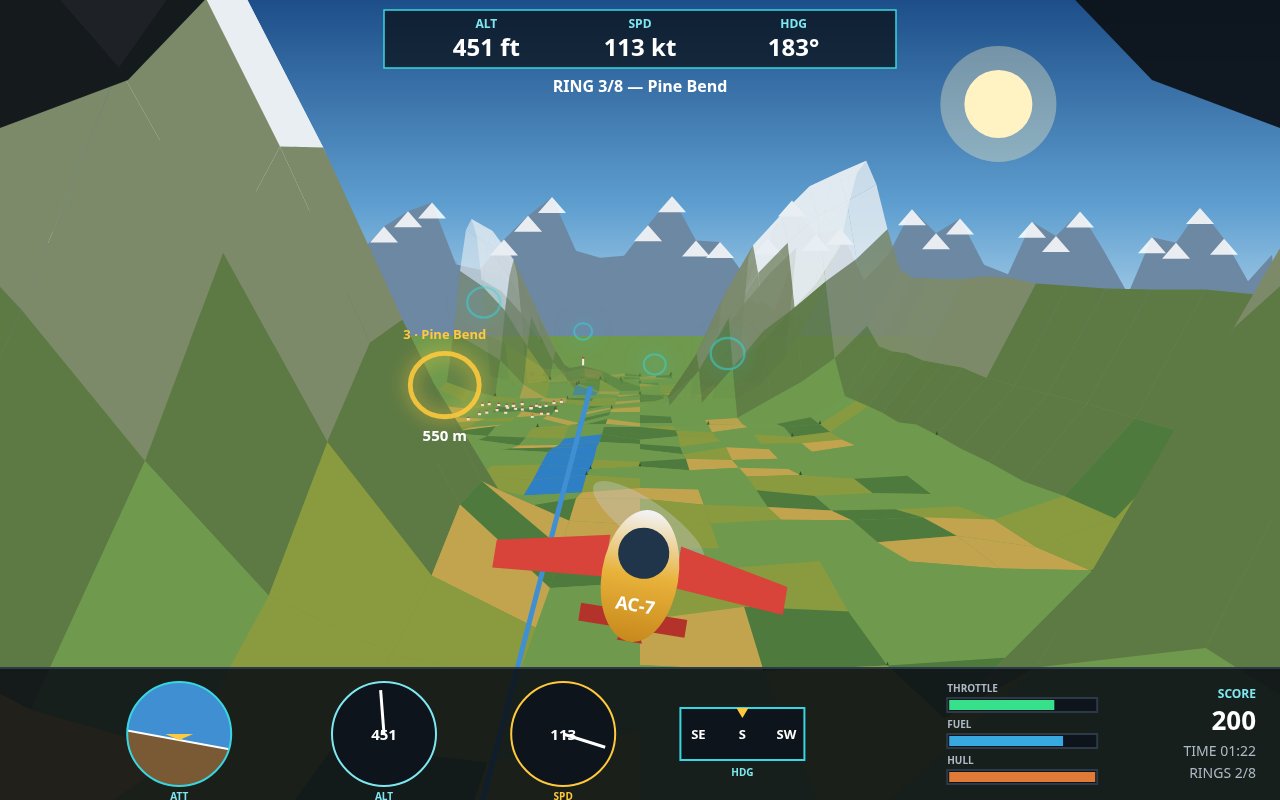 ALT SPD HDG
451 ft 113 kt 183°
RING 3/8 — Pine Bend
3 · Pine Bend
550 m
AC-7
451
ALT
ATT
113
SPD
SE S SW
HDG
THROTTLE
FUEL
HULL
SCORE
200
TIME 01:22
RINGS 2/8